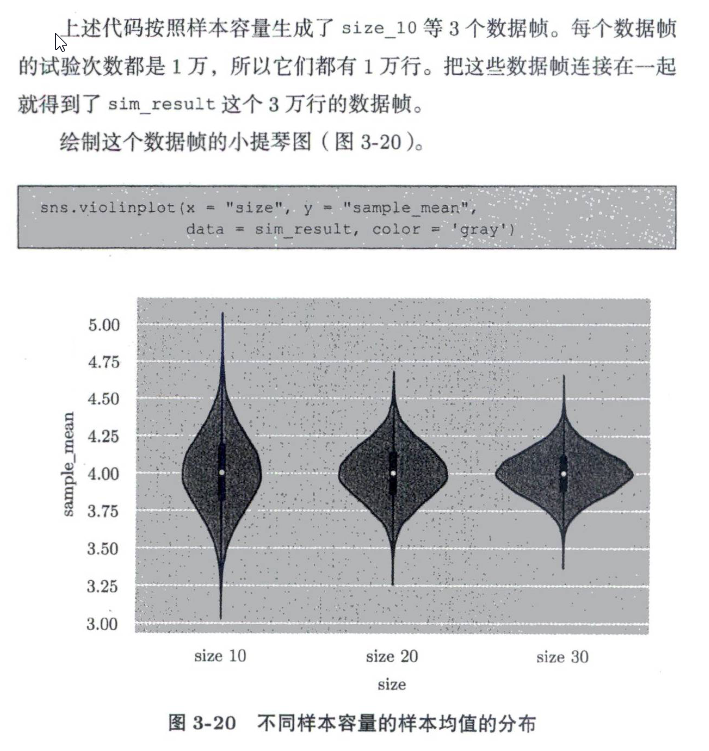 上述代码按照样本容量生成了 size_10 等 3 个数据帧。每个数据帧
的试验次数都是 1 万，所以它们都有 1 万行。把这些数据帧连接在一起
就得到了 sim_result 这个 3 万行的数据帧。
绘制这个数据帧的小提琴图（图 3-20）。
sns.violinplot(x = "size", y = "sample_mean",
data = sim_result, color = 'gray')
5.00
4.75
4.50
4.25
4.00
3.75
3.50
3.25
3.00
sample_mean
size 10 size 20 size 30
size
图 3-20 不同样本容量的样本均值的分布